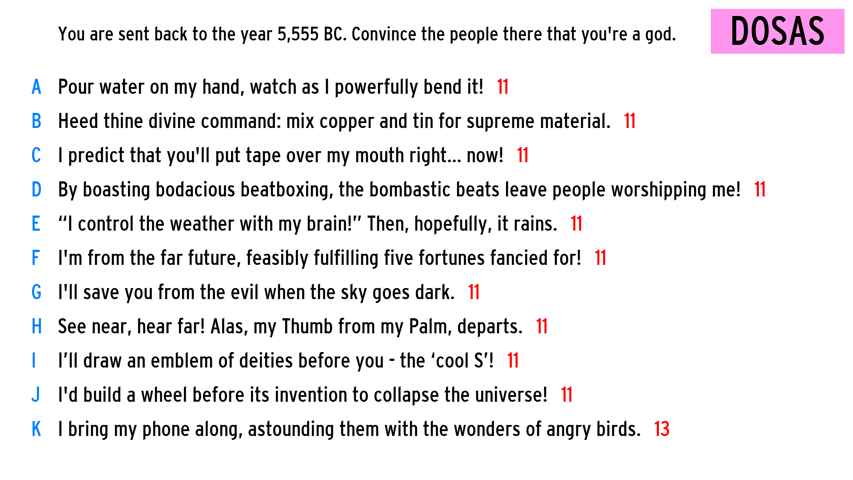 You are sent back to the year 5,555 BC. Convince the people there that you're a god.
DOSAS
A Pour water on my hand, watch as I powerfully bend it! 11
B Heed thine divine command: mix copper and tin for supreme material. 11
C I predict that you'll put tape over my mouth right... now! 11
D By boasting bodacious beatboxing, the bombastic beats leave people worshipping me! 11
E “I control the weather with my brain!” Then, hopefully, it rains. 11
F I'm from the far future, feasibly fulfilling five fortunes fancied for! 11
G I'll save you from the evil when the sky goes dark. 11
H See near, hear far! Alas, my Thumb from my Palm, departs. 11
I I’ll draw an emblem of deities before you - the ‘cool S’! 11
J I'd build a wheel before its invention to collapse the universe! 11
K I bring my phone along, astounding them with the wonders of angry birds. 13